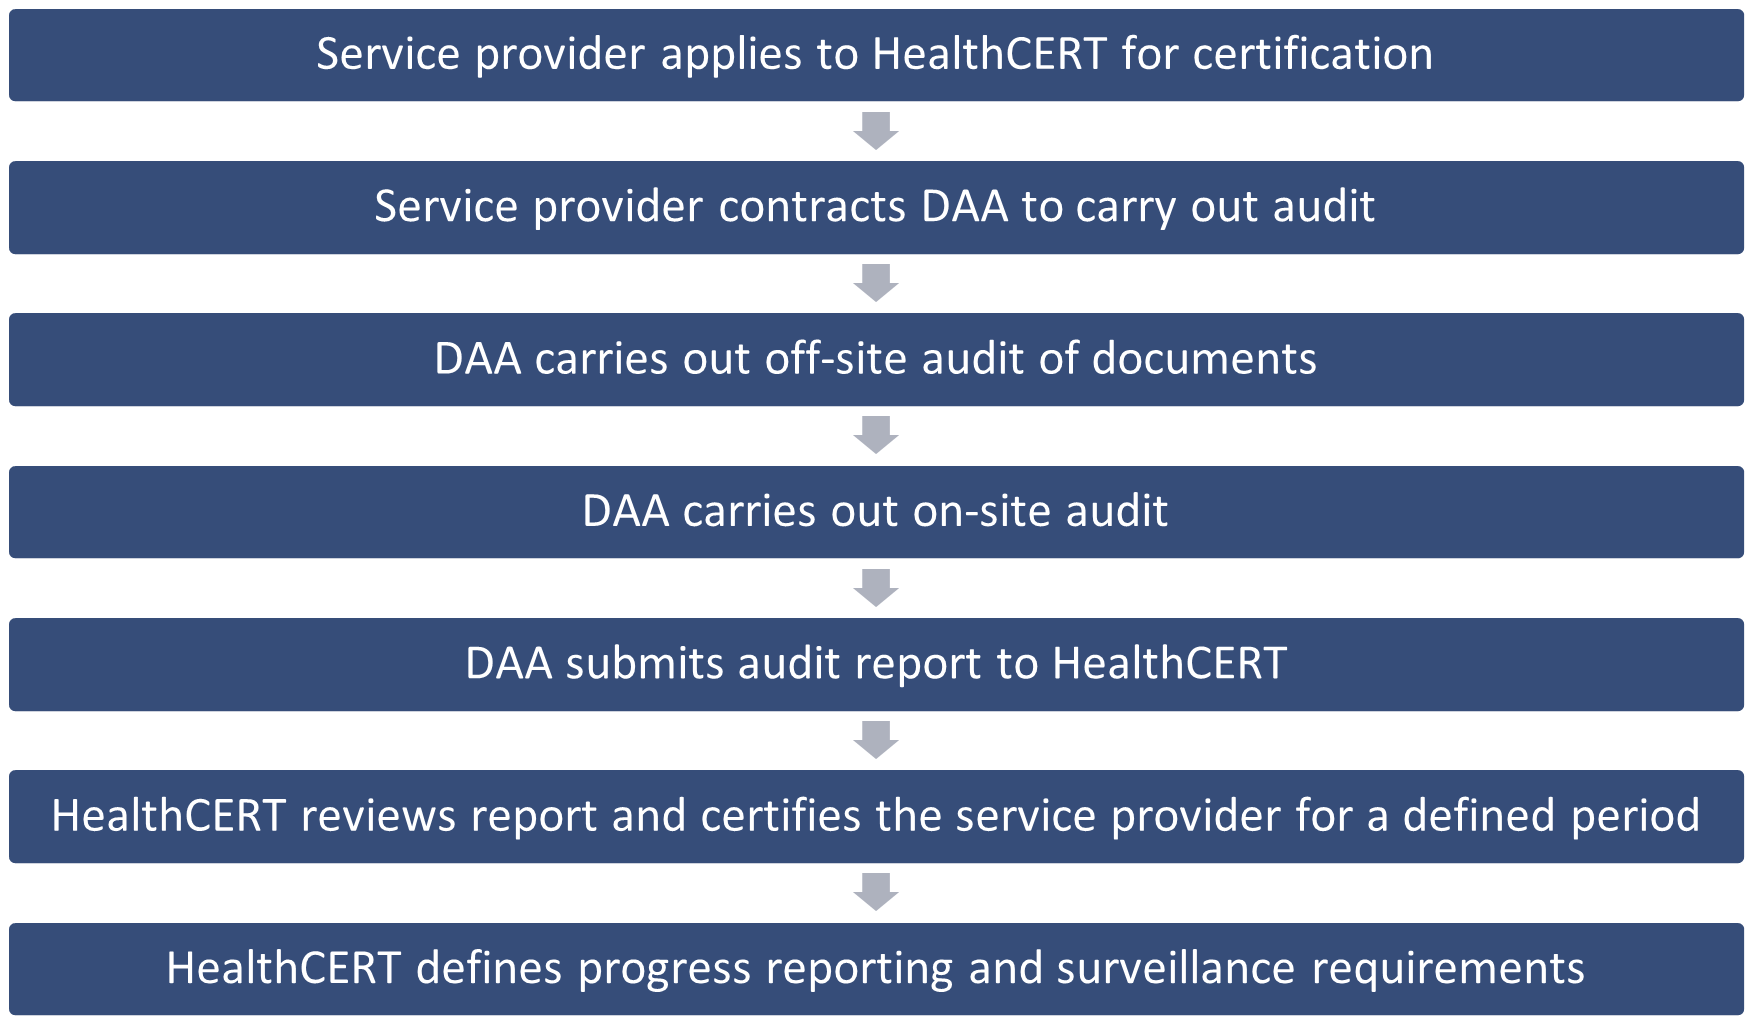 Service provider applies to HealthCERT for certification
Service provider contracts DAA to carry out audit
DAA carries out off-site audit of documents
DAA carries out on-site audit
DAA submits audit report to HealthCERT
HealthCERT reviews report and certifies the service provider for a defined period
HealthCERT defines progress reporting and surveillance requirements